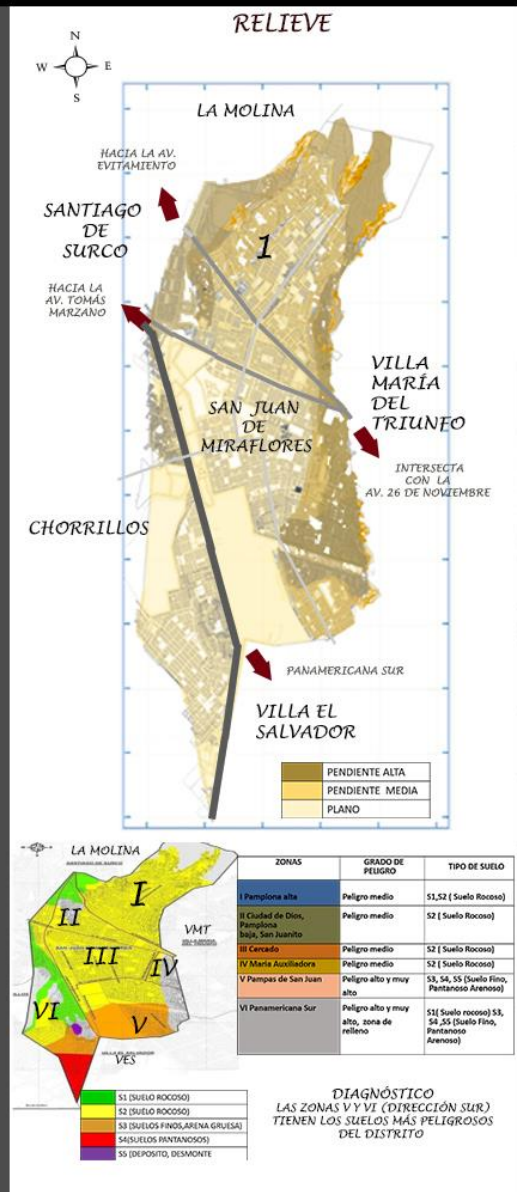 RELIEVE
N
W
E
S
LA MOLINA
HACIA LA AV.
EVITAMIENTO
SANTIAGO
DE
SURCO
1
HACIA LA
AV. TOMÁS
MARZANO
VILLA
MARÍA
DEL
TRIUNFO
SAN JUAN
DE
MIRAFLORES
INTERSECTA
CON LA
AV. 26 DE NOVIEMBRE
CHORRILLOS
PANAMERICANA SUR
VILLA EL
SALVADOR
PENDIENTE ALTA
PENDIENTE MEDIA
PLANO
LA MOLINA
I
II
VMT
III
IV
VI
V
VES
S1 (SUELO ROCOSO)
S2 (SUELO ROCOSO)
S3 (SUELOS FINOS,ARENA GRUESA)
S4(SUELOS PANTANOSOS)
S5 (DEPOSITO, DESMONTE
ZONAS
GRADO DE
PELIGRO
TIPO DE SUELO
I Pamplona alta
Peligro medio
S1,S2 ( Suelo Rocoso)
II Ciudad de Dios,
Pamplona
baja, San Juanito
Peligro medio
S2 ( Suelo Rocoso)
III Cercado
Peligro medio
S2 ( Suelo Rocoso)
IV Maria Auxiliadora
Peligro medio
S2 ( Suelo Rocoso)
V Pampas de San Juan
Peligro alto y muy
alto
S3, S4, S5 (Suelo Fino,
Pantanoso Arenoso)
VI Panamericana Sur
Peligro alto y muy
alto, zona de
relleno
S1( Suelo rocoso) S3,
S4 ,S5 (Suelo Fino,
Pantanoso
Arenoso)
DIAGNÓSTICO
LAS ZONAS V Y VI (DIRECCIÓN SUR)
TIENEN LOS SUELOS MÁS PELIGROSOS
DEL DISTRITO